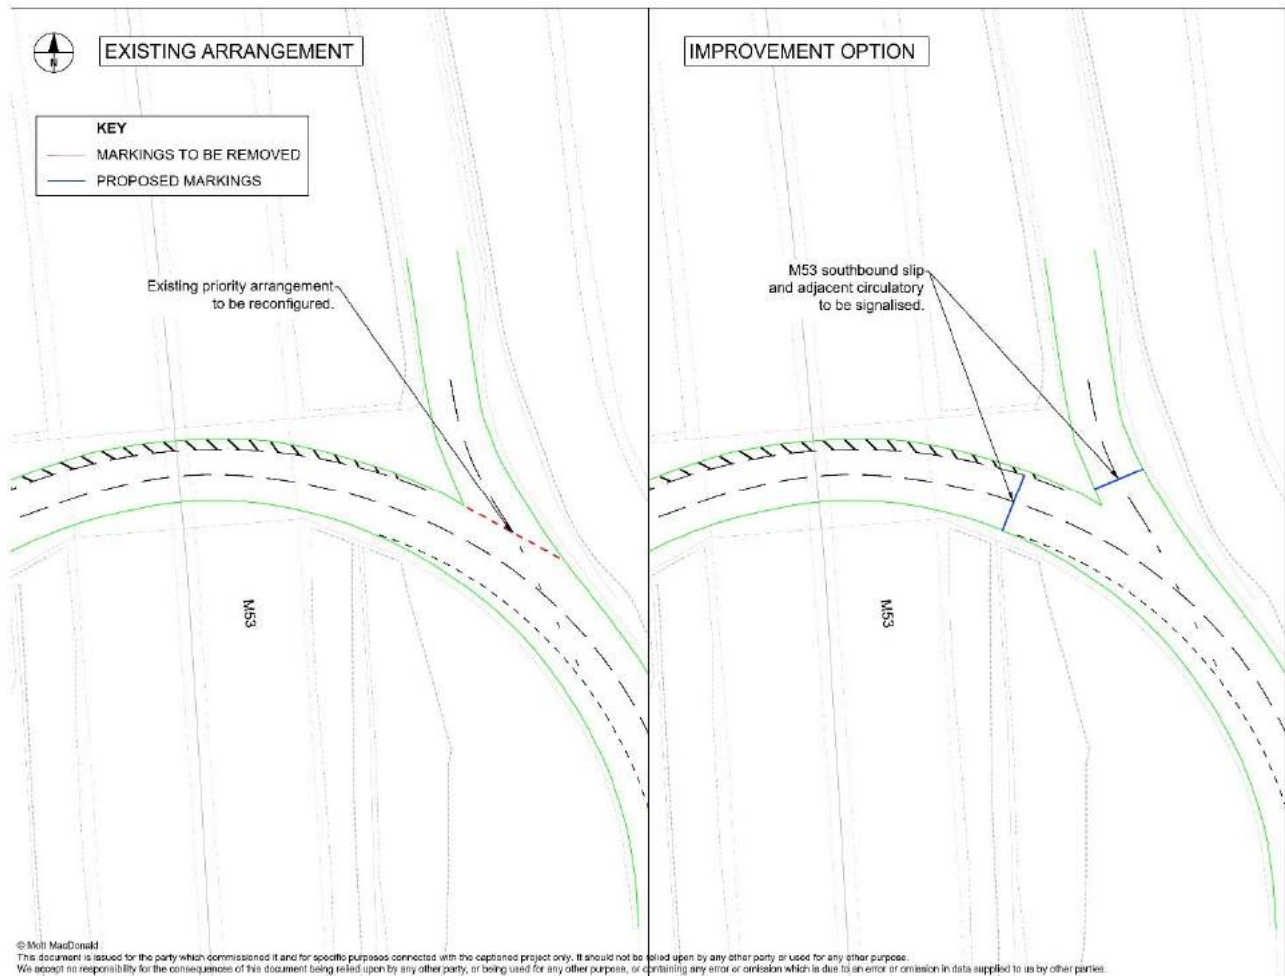 EXISTING ARRANGEMENT
N
KEY
MARKINGS TO BE REMOVED
PROPOSED MARKINGS
Existing priority arrangement
to be reconfigured.
M53
IMPROVEMENT OPTION
M53 southbound slip
and adjacent circulatory
to be signalised.
M53
© Mott MacDonald
This document is issued for the party which commissioned it and for specific purposes connected with the captioned project only. It should not be relied upon by any other party or used for any other purpose.
We accept no responsibility for the consequences of this document being relied upon by any other party, or being used for any other purpose, or containing any error or omission which is due to an error or omission in data supplied to us by other parties.